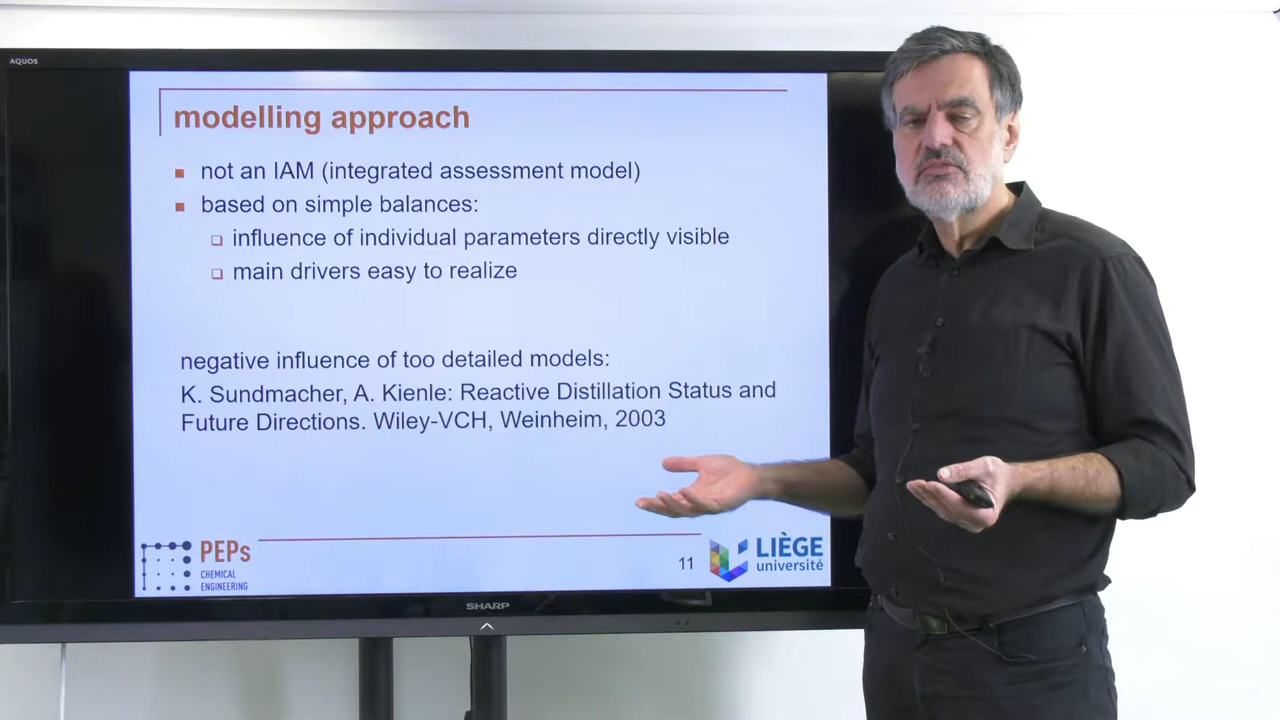 AQUOS
modelling approach
not an IAM (integrated assessment model)
based on simple balances:
influence of individual parameters directly visible
main drivers easy to realize
negative influence of too detailed models:
K. Sundmacher, A. Kienle: Reactive Distillation Status and
Future Directions. Wiley-VCH, Weinheim, 2003
PEPs
CHEMICAL
ENGINEERING
11
LIÈGE
université
SHARP